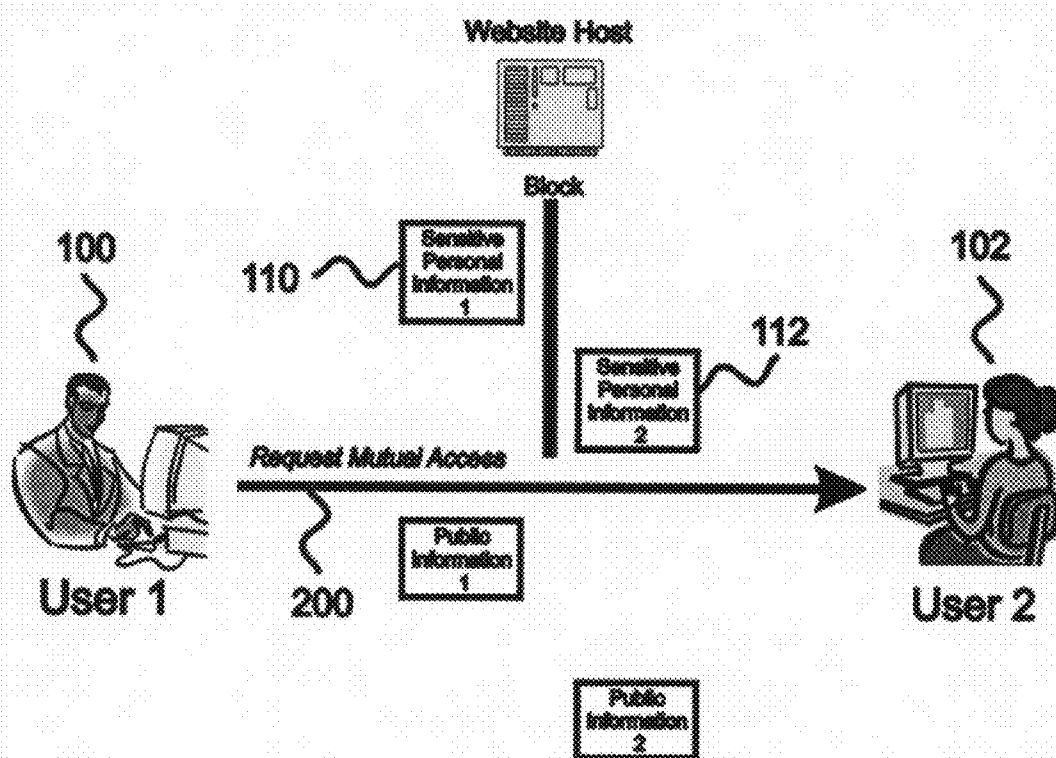 Website Host
Block
100
110
Sensitive
Personal
Information
1
102
112
Sensitive
Personal
Information
2
Request Mutual Access
Public
Information
1
User 1
200
User 2
Public
Information
2